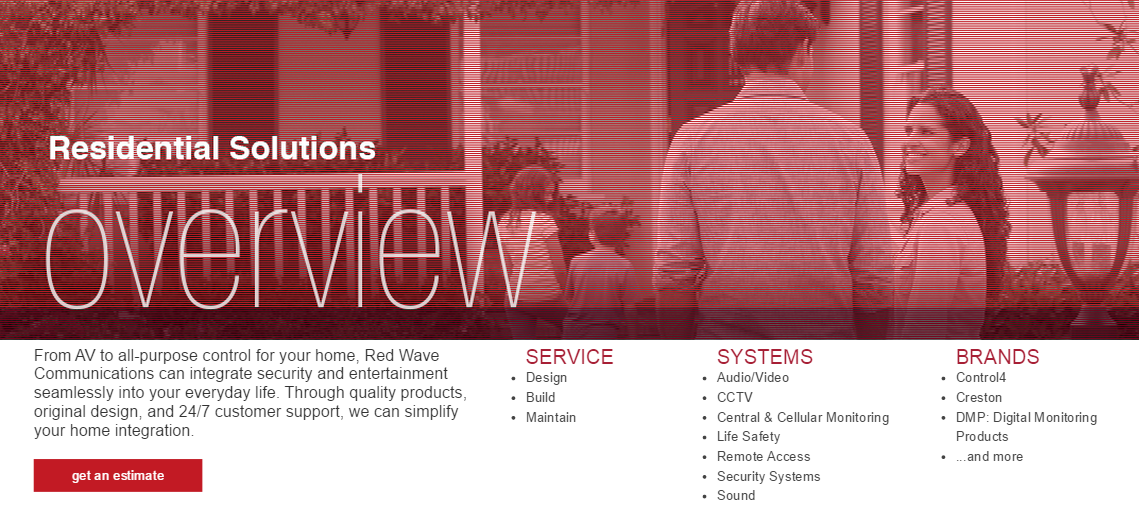 Residential Solutions
overview
From AV to all-purpose control for your home, Red Wave
Communications can integrate security and entertainment
seamlessly into your everyday life. Through quality products,
original design, and 24/7 customer support, we can simplify
your home integration.
get an estimate
SERVICE
Design
Build
Maintain
SYSTEMS
Audio/Video
CCTV
Central & Cellular Monitoring
Life Safety
Remote Access
Security Systems
Sound
BRANDS
Control4
Creston
DMP: Digital Monitoring
Products
...and more